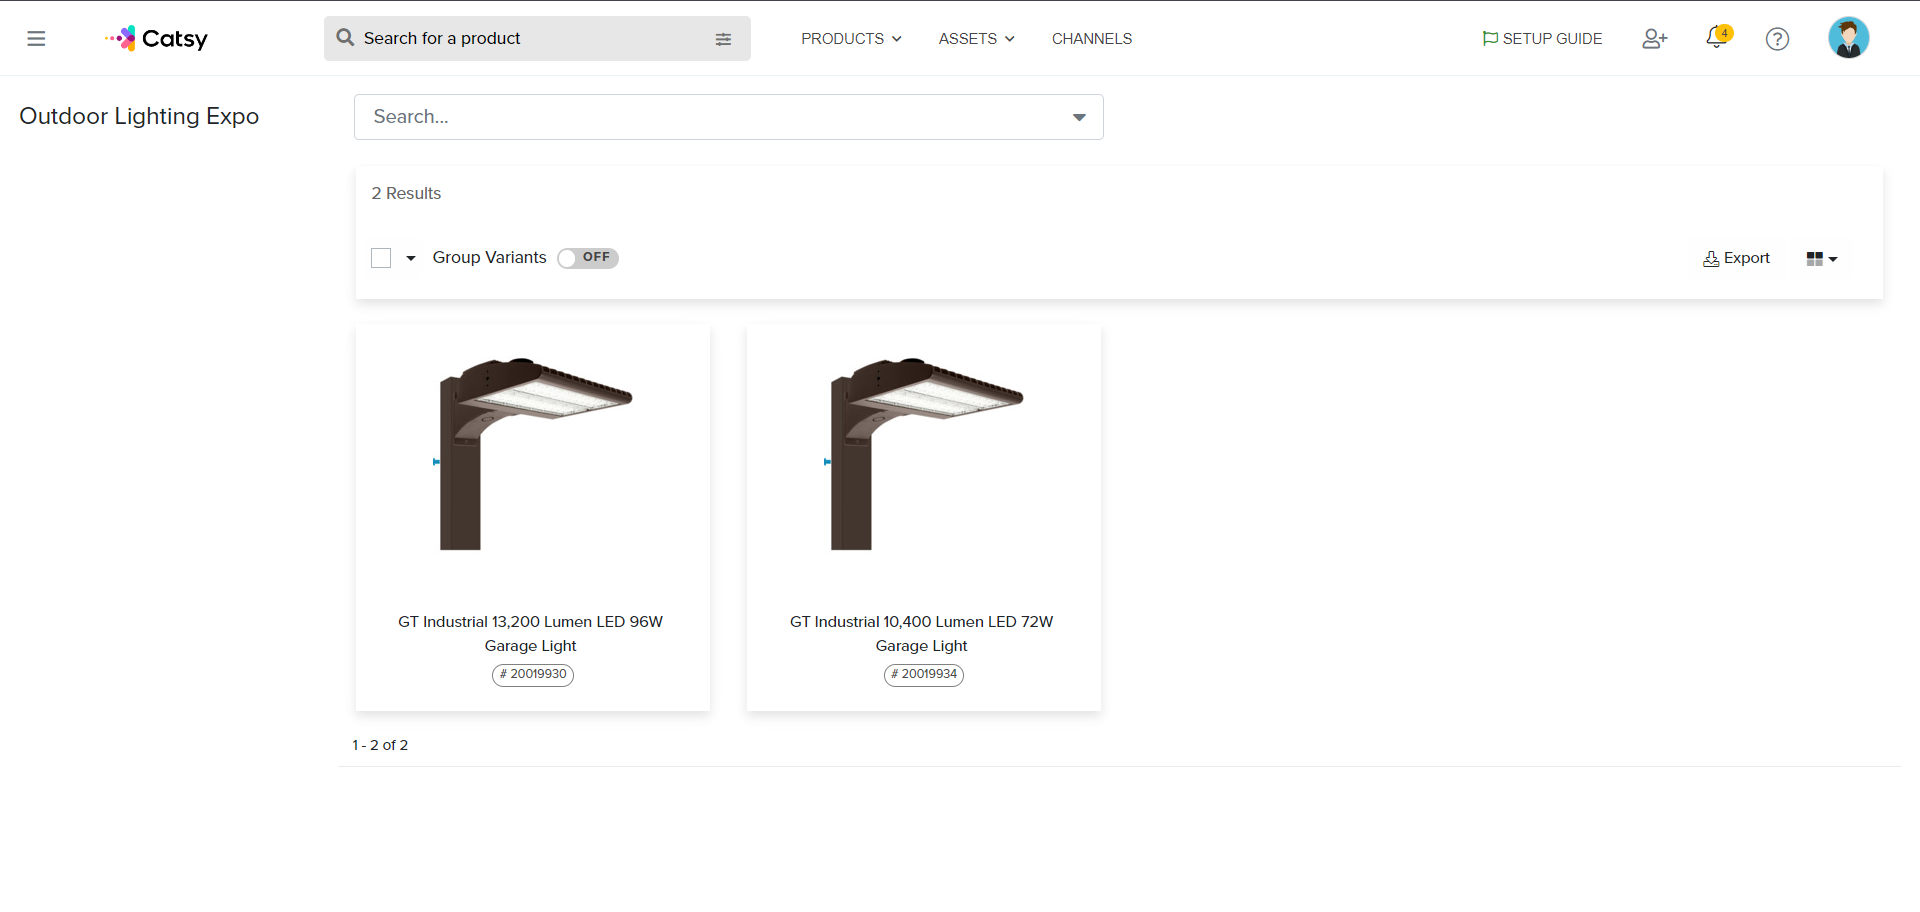 Catsy
Search for a product
PRODUCTS
ASSETS
CHANNELS
SETUP GUIDE
4
?
Outdoor Lighting Expo
Search...
2 Results
Group Variants
OFF
Export
GT Industrial 13,200 Lumen LED 96W
Garage Light
# 20019930
GT Industrial 10,400 Lumen LED 72W
Garage Light
# 20019934
1 - 2 of 2